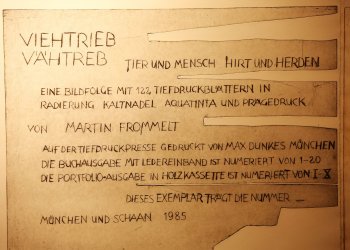 VIEHTRIEB
VÄHTREB TIER UND MENSCH HIRT UND HERDEN
EINE BILDFOLGE MIT 122 TIEFDRUCKBLÄTTERN IN
RADIERUNG KALTNADEL AQUATINTA UND PRÄGEDRUCK
VON MARTIN FROMMELT
AUF DER TIEFDRUCKPRESSE GEDRUCKT VON MAX DUNKES MÜNCHEN
DIE BUCHAUSGABE MIT LEDEREINBAND IST NUMERIERT VON 1-20
DIE PORTFOLIO-AUSGABE IN HOLZKASSETTE IST NUMERIERT VON I-X
DIESES EXEMPLAR TRÄGT DIE NUMMER
MÜNCHEN UND SCHAAN 1985